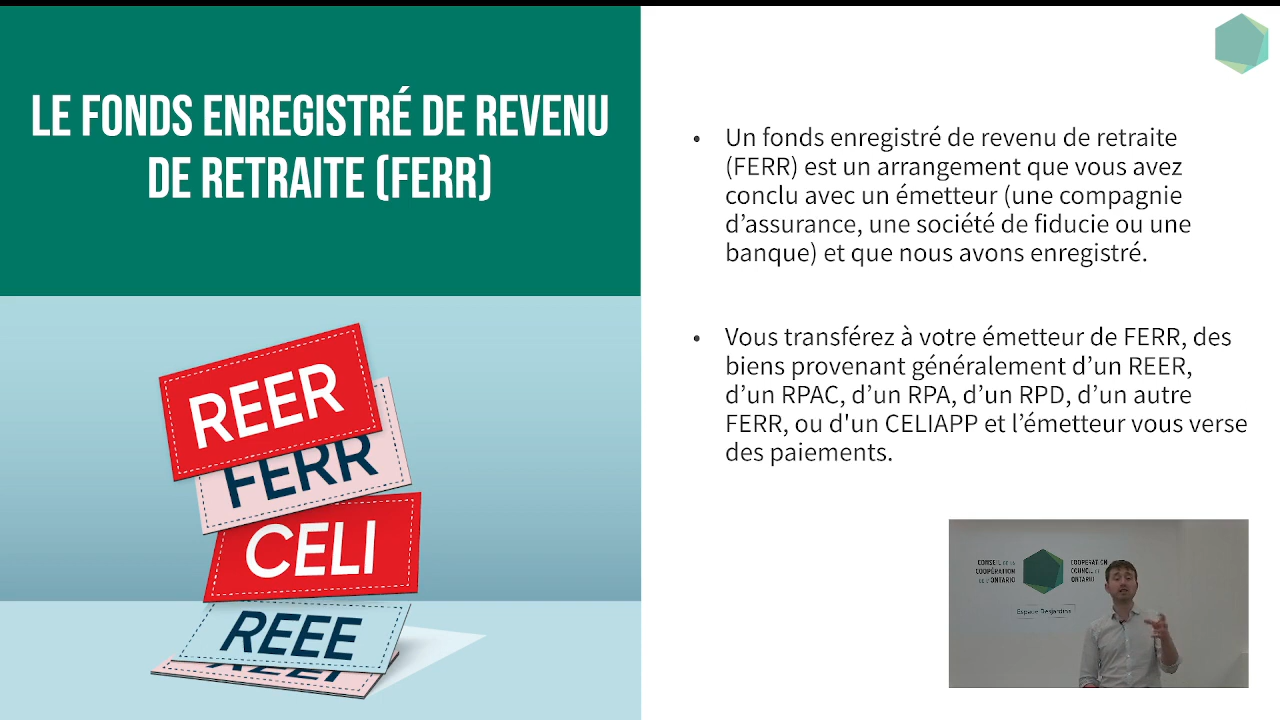 LE FONDS ENREGISTRÉ DE REVENU
DE RETRAITE (FERR)
REER
FERR
CELI
REEE
• Un fonds enregistré de revenu de retraite
(FERR) est un arrangement que vous avez
conclu avec un émetteur (une compagnie
d’assurance, une société de fiducie ou une
banque) et que nous avons enregistré.
• Vous transférez à votre émetteur de FERR, des
biens provenant généralement d’un REER,
d’un RPAC, d’un RPA, d’un RPD, d’un autre
FERR, ou d'un CELIAPP et l’émetteur vous verse
des paiements.
CONSEIL DE LA
COOPÉRATION
DE L'ONTARIO
COOPERATION
COUNCIL OF
ONTARIO
Espace Desjardins